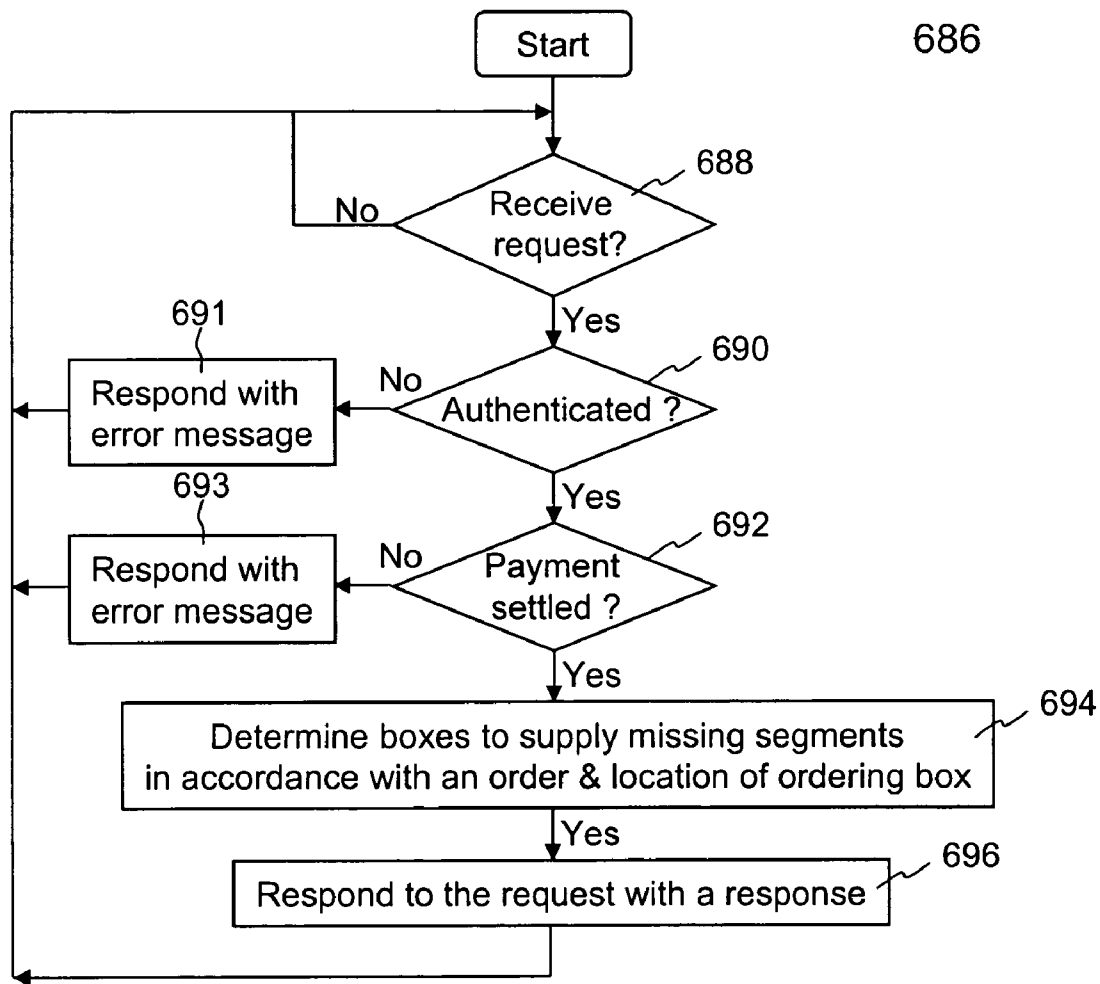 Start
686
688
No
Receive
request?
Yes
691
690
Respond with
error message
No
Authenticated ?
Yes
693
692
Respond with
error message
No
Payment
settled ?
Yes
694
Determine boxes to supply missing segments
in accordance with an order & location of ordering box
Yes
696
Respond to the request with a response